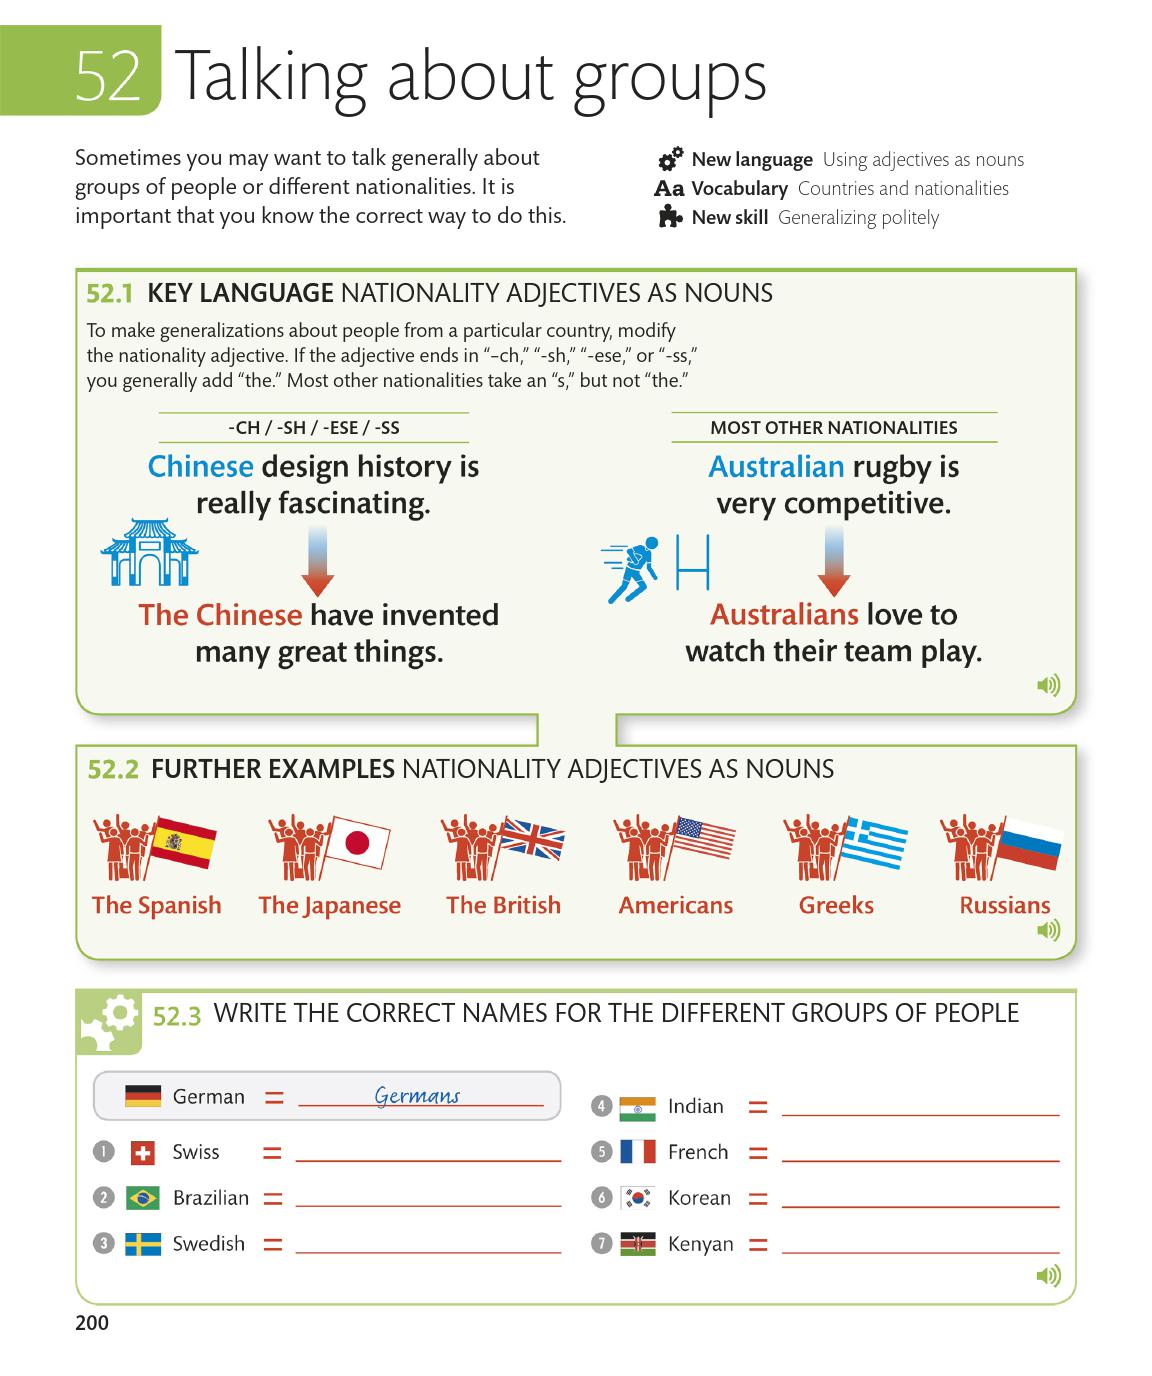 52 Talking about groups
Sometimes you may want to talk generally about
groups of people or different nationalities. It is
important that you know the correct way to do this.
New language Using adjectives as nouns
Aa Vocabulary Countries and nationalities
New skill Generalizing politely
52.1 KEY LANGUAGE NATIONALITY ADJECTIVES AS NOUNS
To make generalizations about people from a particular country, modify
the nationality adjective. If the adjective ends in “–ch,” “-sh,” “-ese,” or “-ss,”
you generally add “the.” Most other nationalities take an “s,” but not “the.”
-CH / -SH / -ESE / -SS
Chinese design history is
really fascinating.
The Chinese have invented
many great things.
MOST OTHER NATIONALITIES
Australian rugby is
very competitive.
Australians love to
watch their team play.
52.2 FURTHER EXAMPLES NATIONALITY ADJECTIVES AS NOUNS
The Spanish The Japanese The British Americans Greeks Russians
52.3 WRITE THE CORRECT NAMES FOR THE DIFFERENT GROUPS OF PEOPLE
German = Germans
1 Swiss =
2 Brazilian =
3 Swedish =
4 Indian =
5 French =
6 Korean =
7 Kenyan =
200